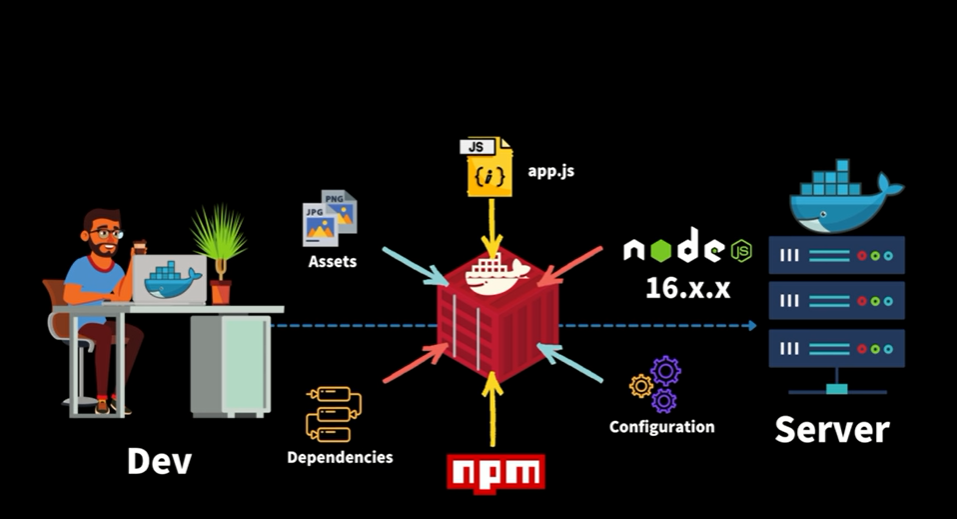 JS
{i}
app.js
PNG
JPG
Assets
node
JS
16.x.x
Dependencies
Configuration
npm
Dev
Server